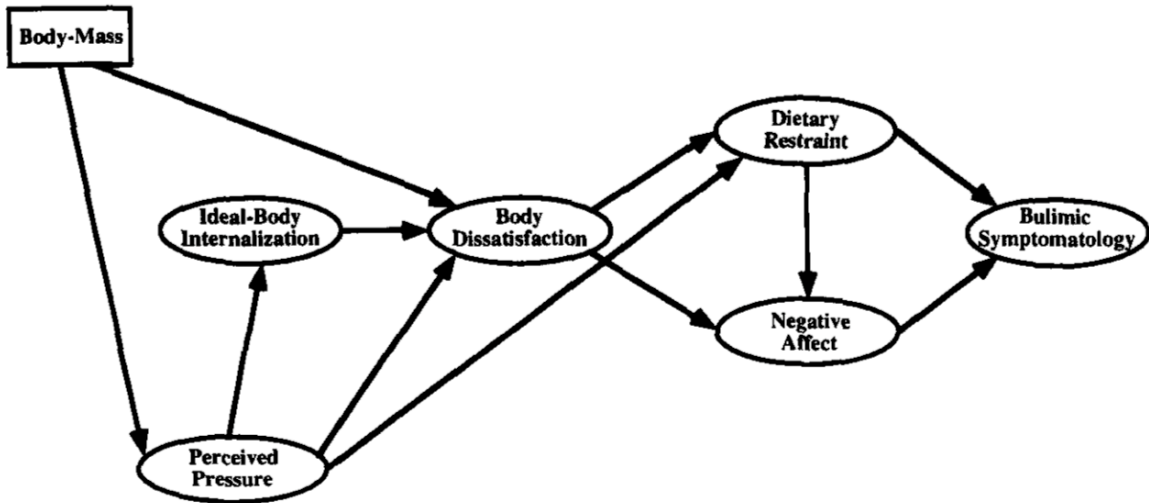 Body-Mass
Dietary
Restraint
Ideal-Body
Internalization
Body
Dissatisfaction
Bulimic
Symptomatology
Negative
Affect
Perceived
Pressure